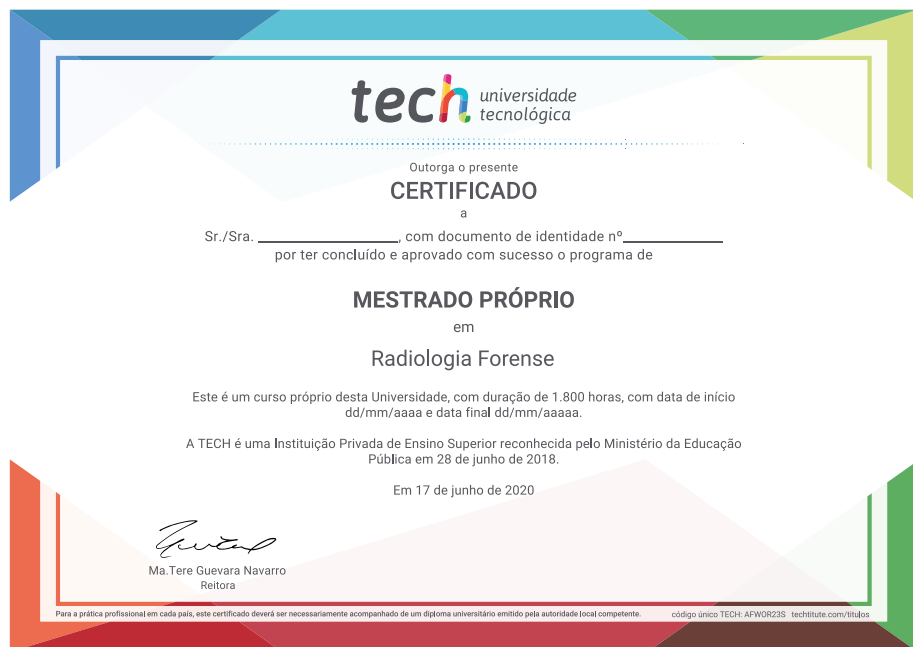 tech universidade
tecnológica
Outorga o presente
CERTIFICADO
a
Sr./Sra. ____________________, com documento de identidade nº______________
por ter concluído e aprovado com sucesso o programa de
MESTRADO PRÓPRIO
em
Radiologia Forense
Este é um curso próprio desta Universidade, com duração de 1.800 horas, com data de início
dd/mm/aaaa e data final dd/mm/aaaaa.
A TECH é uma Instituição Privada de Ensino Superior reconhecida pelo Ministério da Educação
Pública em 28 de junho de 2018.
Em 17 de junho de 2020
Ma.Tere Guevara Navarro
Reitora
Para a prática profissional em cada país, este certificado deverá ser necessariamente acompanhado de um diploma universitário emitido pela autoridade local competente. código único TECH: AFWOR23S techtitute.com/titulos